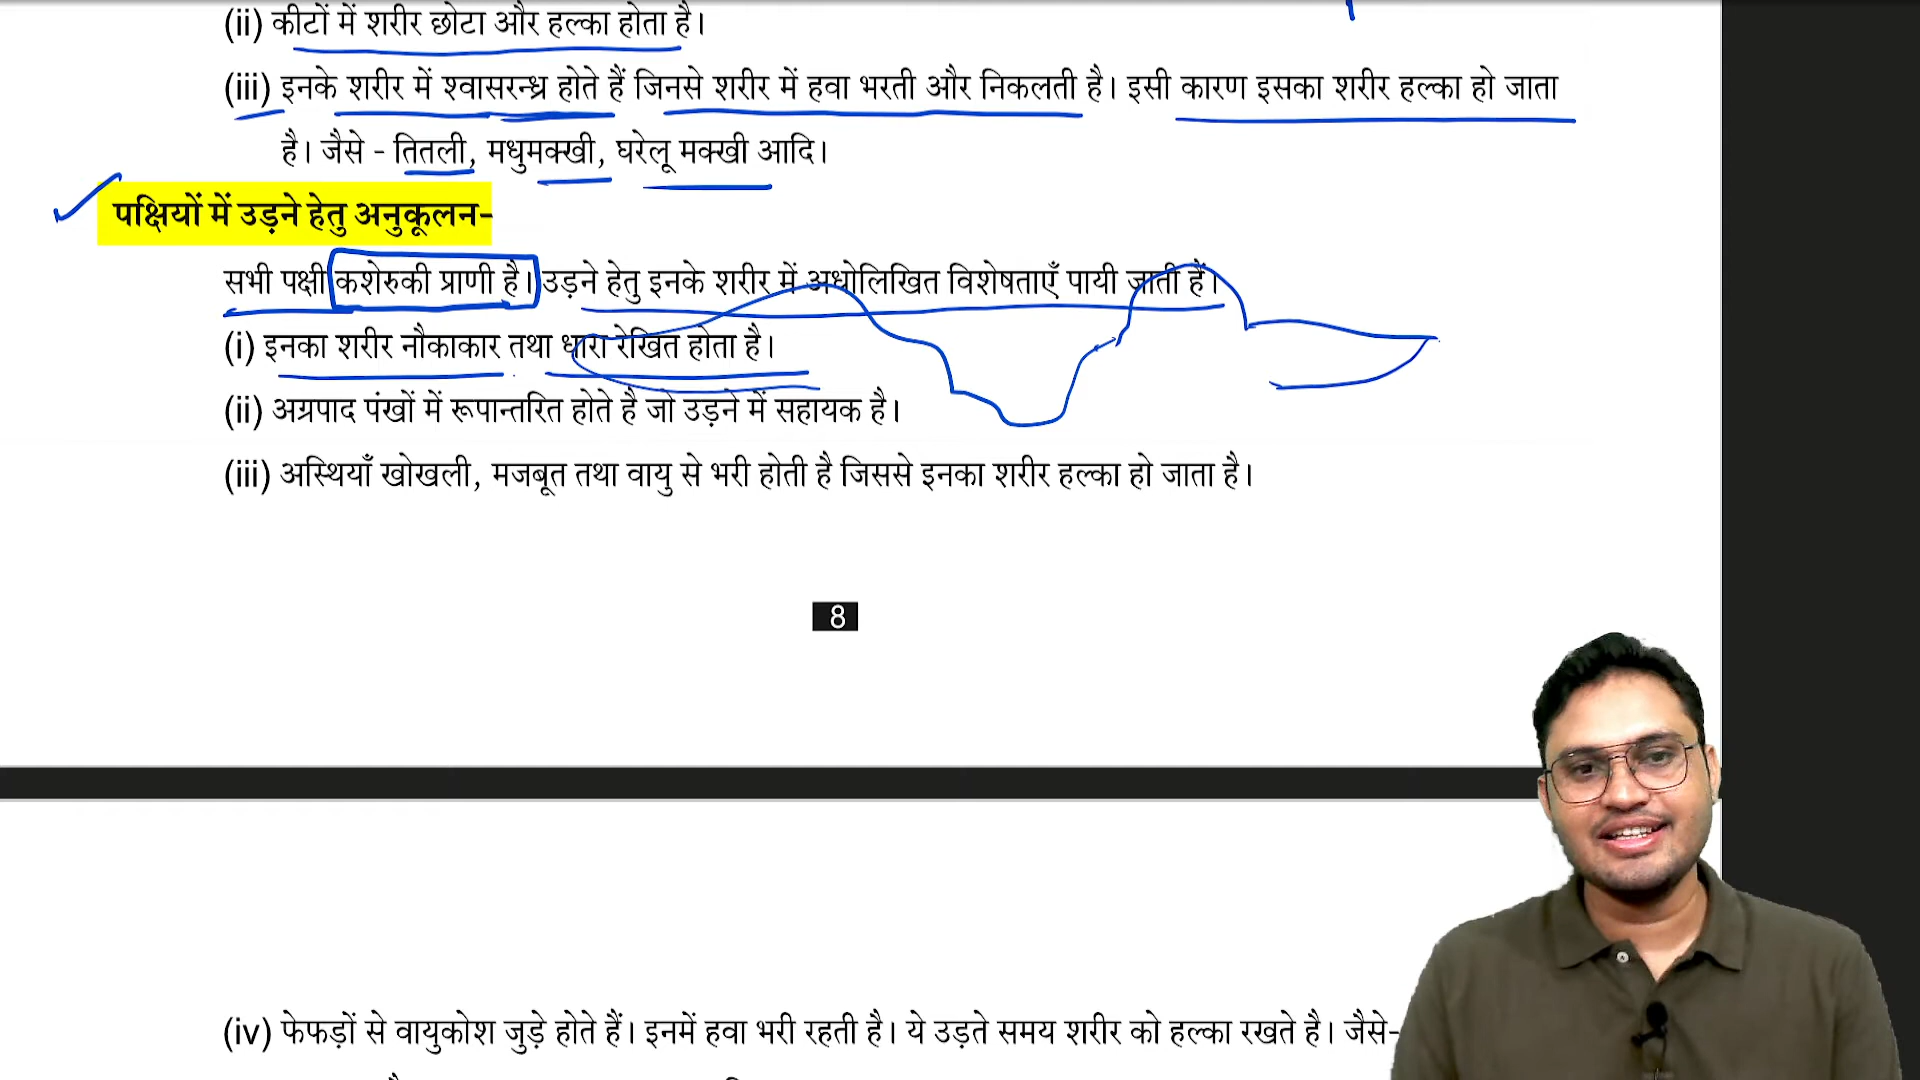 (ii) कीटों में शरीर छोटा और हल्का होता है।
(iii) इनके शरीर में श्वासरन्ध्र होते हैं जिनसे शरीर में हवा भरती और निकलती है। इसी कारण इसका शरीर हल्का हो जाता
है। जैसे - तितली, मधुमक्खी, घरेलू मक्खी आदि।
पक्षियों में उड़ने हेतु अनुकूलन-
सभी पक्षी कशेरुकी प्राणी है। उड़ने हेतु इनके शरीर में अधोलिखित विशेषताएँ पायी जाती हैं।
(i) इनका शरीर नौकाकार तथा धारा रेखित होता है।
(ii) अग्रपाद पंखों में रूपान्तरित होते है जो उड़ने में सहायक है।
(iii) अस्थियाँ खोखली, मजबूत तथा वायु से भरी होती है जिससे इनका शरीर हल्का हो जाता है।
8
(iv) फेफड़ों से वायुकोश जुड़े होते हैं। इनमें हवा भरी रहती है। ये उड़ते समय शरीर को हल्का रखते है। जैसे-